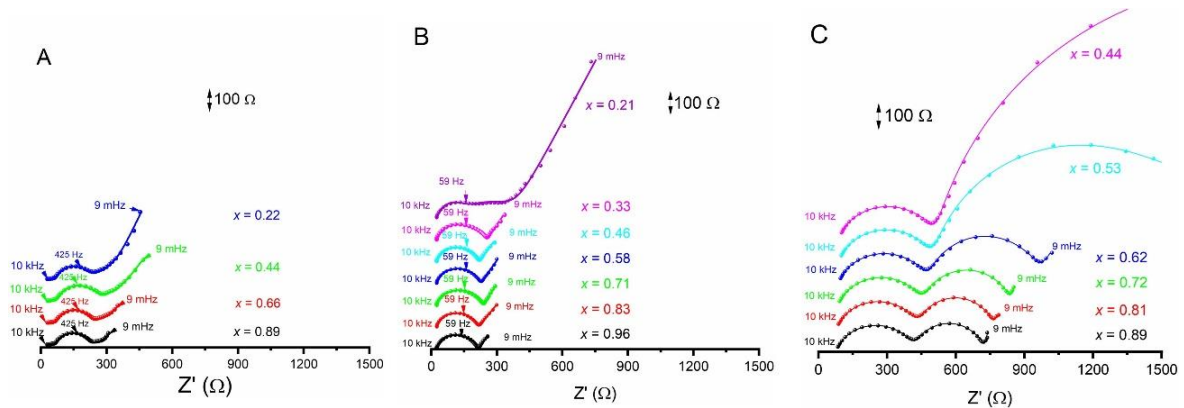 A
100 Ω
9 mHz
425 Hz
10 kHz
x = 0.22
9 mHz
425 Hz
10 kHz
x = 0.44
9 mHz
425 Hz
10 kHz
x = 0.66
425 Hz
10 kHz
9 mHz
x = 0.89
0 300 600 900 1200 1500
Z' (Ω)
B
9 mHz
100 Ω
x = 0.21
59 Hz
10 kHz
9 mHz
59 Hz
x = 0.33
10 kHz
59 Hz
9 mHz
x = 0.46
10 kHz
59 Hz
9 mHz
x = 0.58
10 kHz
59 Hz
9 mHz
x = 0.71
10 kHz
59 Hz
9 mHz
x = 0.83
10 kHz
59 Hz
9 mHz
x = 0.96
10 kHz
0 300 600 900 1200 1500
Z' (Ω)
C
x = 0.44
100 Ω
x = 0.53
10 kHz
10 kHz
9 mHz
x = 0.62
10 kHz
9 mHz
x = 0.72
10 kHz
9 mHz
x = 0.81
10 kHz
9 mHz
x = 0.89
10 kHz
0 300 600 900 1200 1500
Z' (Ω)